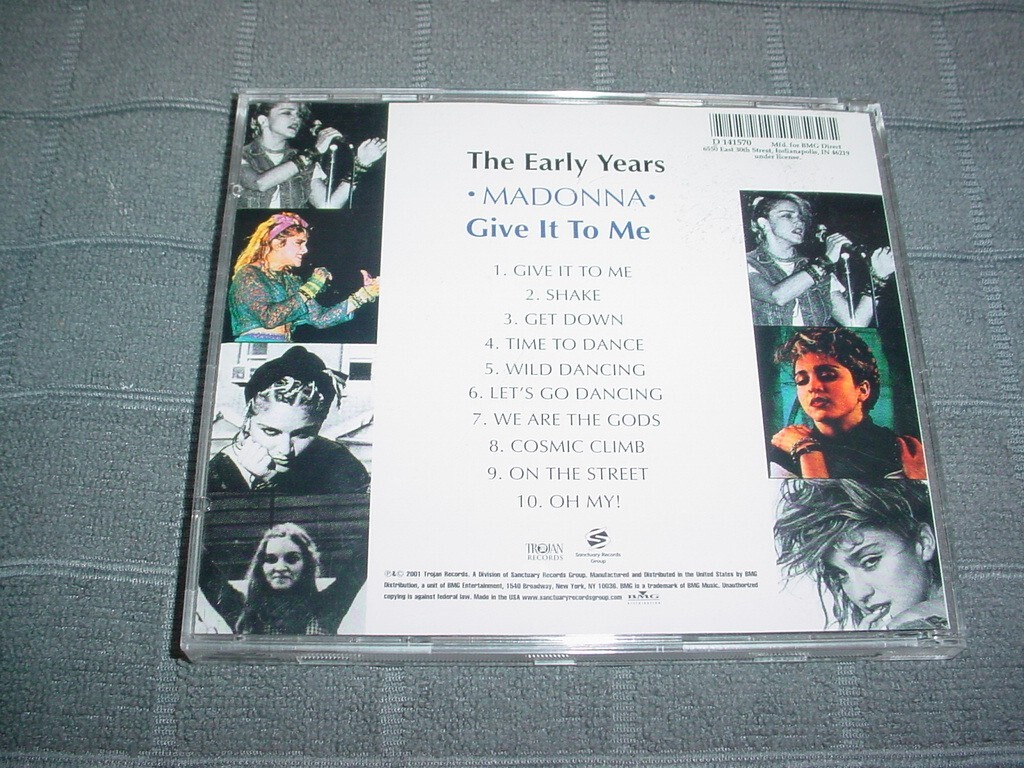 D 141570 Mfd. for BMG Direct
6550 East 30th Street, Indianapolis, IN 46219
under license.
The Early Years
•MADONNA•
Give It To Me
1. GIVE IT TO ME
2. SHAKE
3. GET DOWN
4. TIME TO DANCE
5. WILD DANCING
6. LET'S GO DANCING
7. WE ARE THE GODS
8. COSMIC CLIMB
9. ON THE STREET
10. OH MY!
TROJAN
RECORDS
S
Sanctuary Records
Group
℗&© 2001 Trojan Records, A Division of Sanctuary Records Group. Manufactured and Distributed in the United States by BMG
Distribution, a unit of BMG Entertainment, 1540 Broadway, New York, NY 10036. BMG is a trademark of BMG Music. Unauthorized
copying is against federal law. Made in the USA www.sanctuaryrecordsgroup.com
BMG
DISTRIBUTION